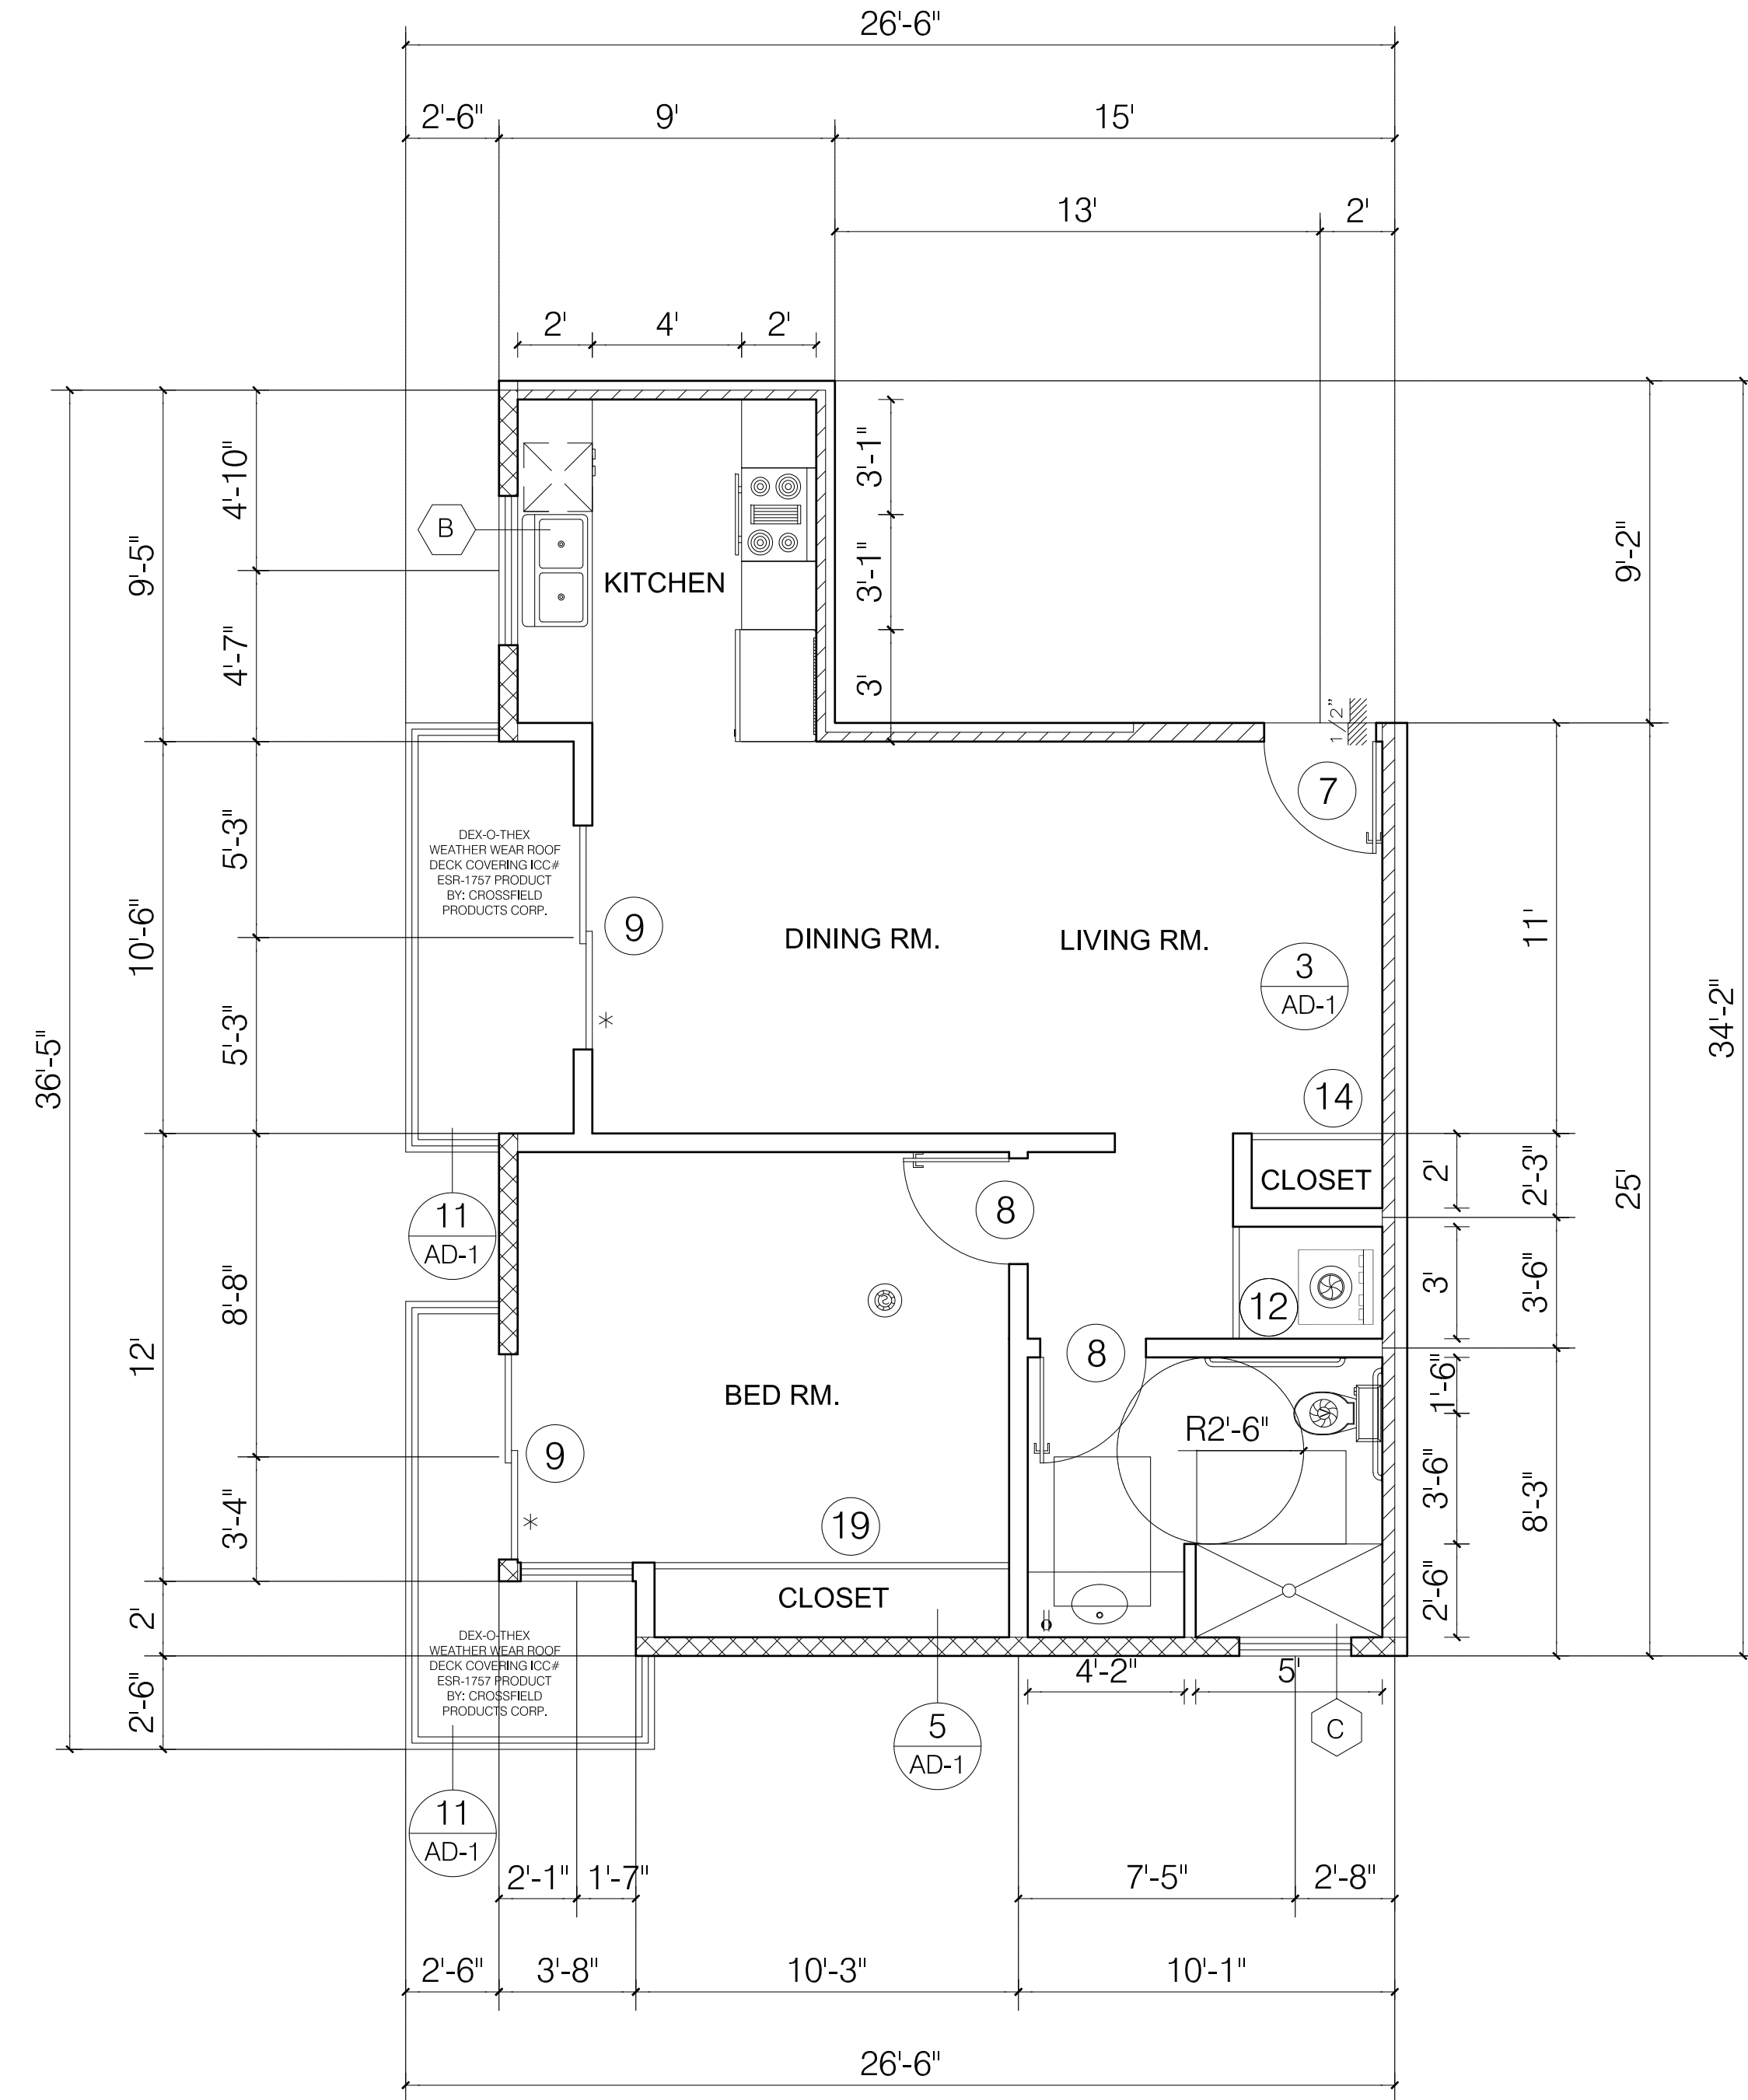 26'-6"
2'-6" 9' 15'
13' 2'
2' 4' 2'
4'-10"
3'-1"
B
9'-5"
9'-2"
3'-1"
KITCHEN
4'-7"
3'
1/2"
7
DEX-O-THEX
WEATHER WEAR ROOF
DECK COVERING ICC#
ESR-1757 PRODUCT
BY: CROSSFIELD
PRODUCTS CORP.
5'-3"
9
10'-6"
DINING RM. LIVING RM.
11'
3
AD-1
5'-3"
*
34'-2"
36'-5"
14
CLOSET
2'
2'-3"
25'
11
AD-1
8
8'-8"
12
3'
3'-6"
12'
8
BED RM.
1'-6"
R2'-6"
9
3'-6"
8'-3"
3'-4"
*
19
CLOSET
2'-6"
2'
DEX-O-THEX
WEATHER WEAR ROOF
DECK COVERING ICC#
ESR-1757 PRODUCT
BY: CROSSFIELD
PRODUCTS CORP.
2'-6"
4'-2" 5'
5
AD-1
C
11
AD-1
2'-1" 1'-7" 7'-5" 2'-8"
2'-6" 3'-8" 10'-3" 10'-1"
26'-6"